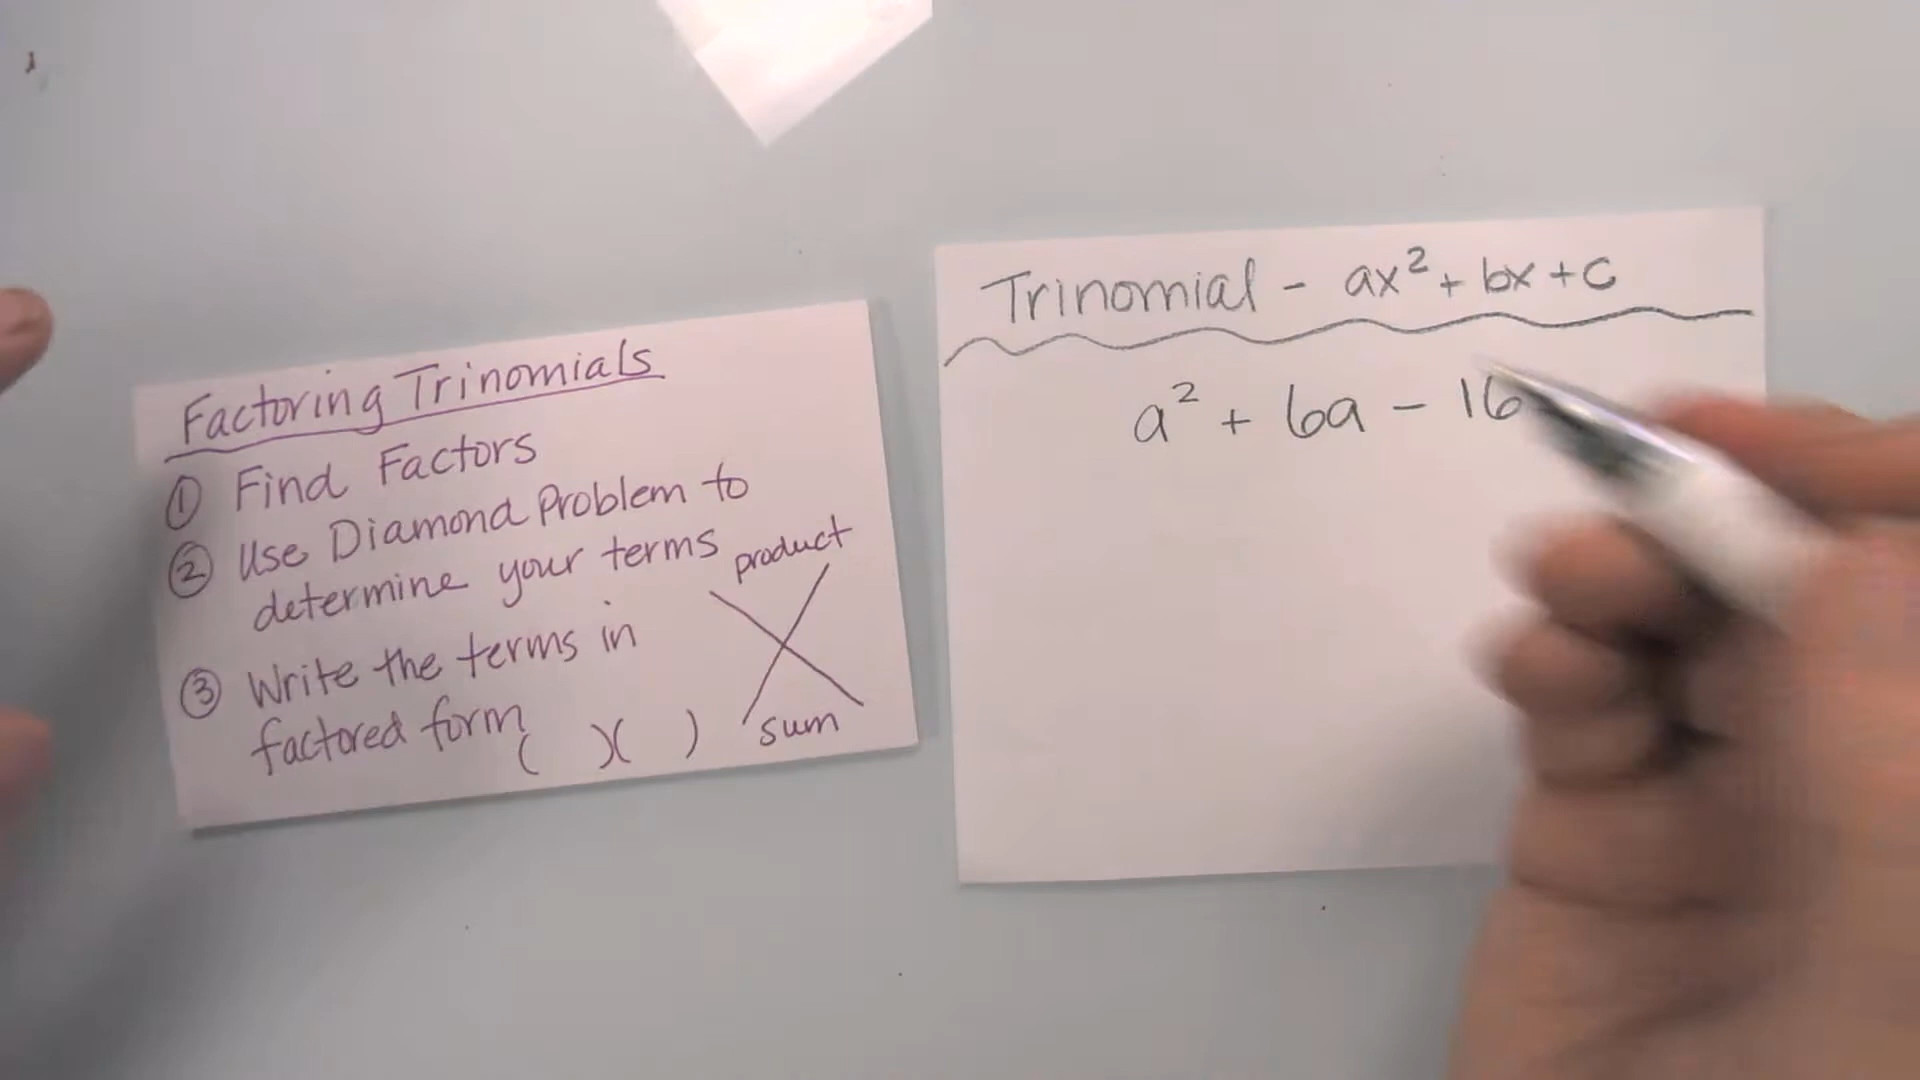 Factoring Trinomials
① Find Factors
② Use Diamond Problem to
determine your terms
product
sum
③ Write the terms in
factored form
( )( )
Trinomial - ax² + bx + c
a² + 6a - 16